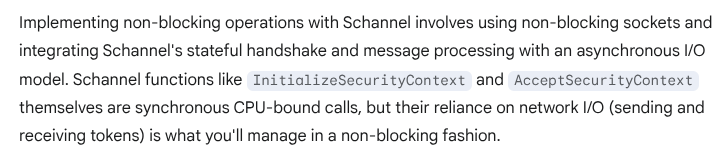 Implementing non-blocking operations with Schannel involves using non-blocking sockets and
integrating Schannel's stateful handshake and message processing with an asynchronous I/O
model. Schannel functions like InitializeSecurityContext and AcceptSecurityContext
themselves are synchronous CPU-bound calls, but their reliance on network I/O (sending and
receiving tokens) is what you'll manage in a non-blocking fashion.